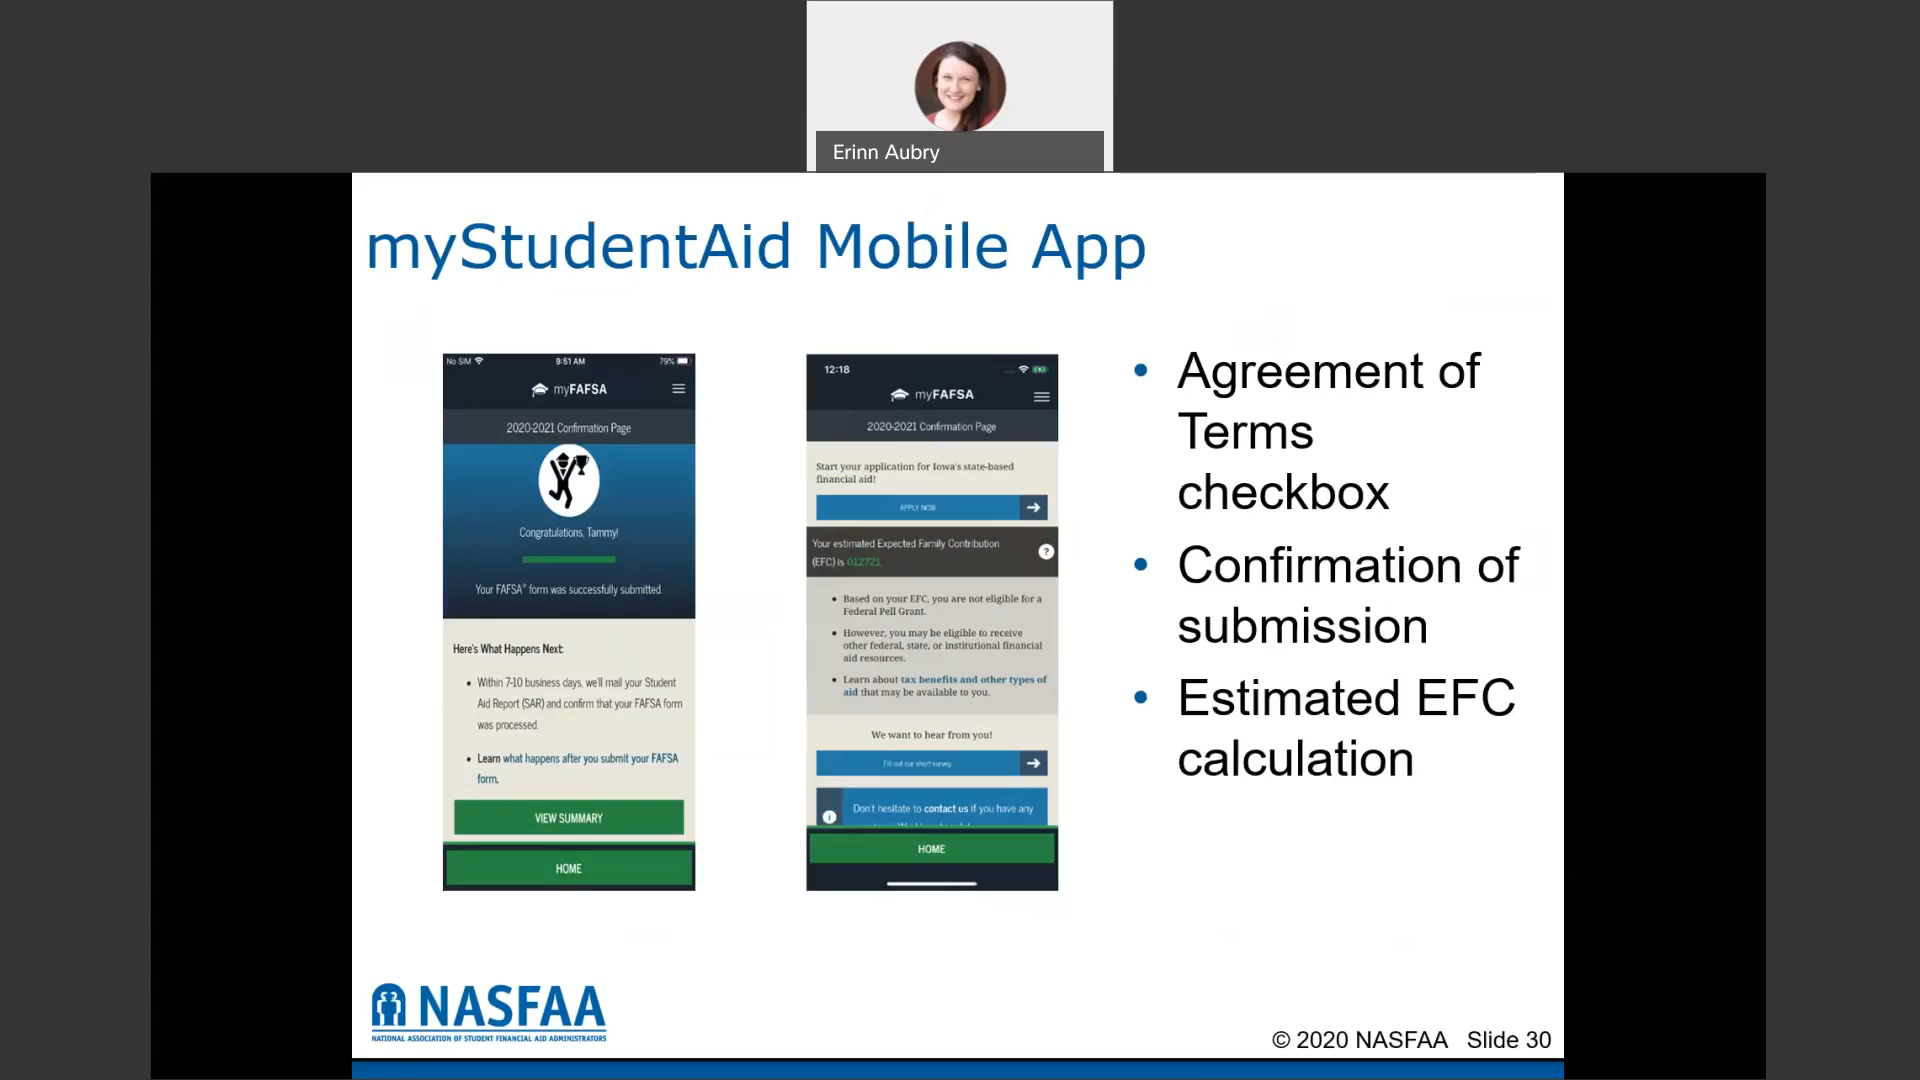 Erinn Aubry
myStudentAid Mobile App
No SIM 9:51 AM 79%
myFAFSA
2020-2021 Confirmation Page
Congratulations, Tammy!
Your FAFSA® form was successfully submitted.
Here's What Happens Next:
• Within 7-10 business days, we'll mail your Student
Aid Report (SAR) and confirm that your FAFSA form
was processed.
• Learn what happens after you submit your FAFSA
form.
VIEW SUMMARY
HOME
12:18
myFAFSA
2020-2021 Confirmation Page
Start your application for Iowa's state-based
financial aid!
APPLY NOW
Your estimated Expected Family Contribution
(EFC) is 012721.
?
• Based on your EFC, you are not eligible for a
Federal Pell Grant.
• However, you may be eligible to receive
other federal, state, or institutional financial
aid resources.
• Learn about tax benefits and other types of
aid that may be available to you.
We want to hear from you!
Fill out our short survey
Don't hesitate to contact us if you have any
HOME
• Agreement of
Terms
checkbox
• Confirmation of
submission
• Estimated EFC
calculation
NASFAA
NATIONAL ASSOCIATION OF STUDENT FINANCIAL AID ADMINISTRATORS
© 2020 NASFAA Slide 30